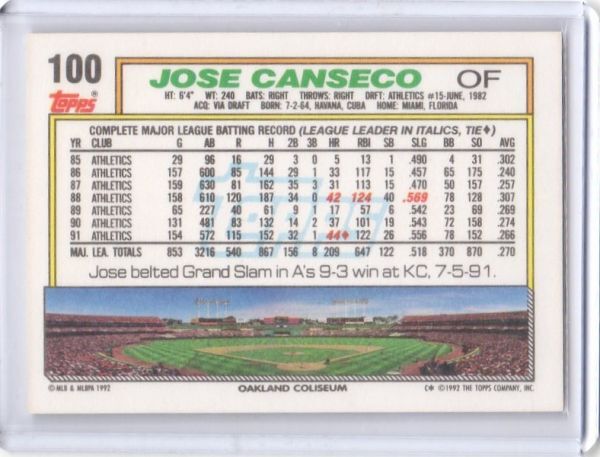 100
Topps®
JOSE CANSECO OF
HT: 6'4" WT: 240 BATS: RIGHT THROWS: RIGHT DRFT: ATHLETICS #15-JUNE, 1982
ACQ: VIA DRAFT BORN: 7-2-64, HAVANA, CUBA HOME: MIAMI, FLORIDA
COMPLETE MAJOR LEAGUE BATTING RECORD (LEAGUE LEADER IN ITALICS, TIE♦)
YR CLUB G AB R H 2B 3B HR RBI SB SLG BB SO AVG
85 ATHLETICS 29 96 16 29 3 0 5 13 1 .490 4 31 .302
86 ATHLETICS 157 600 85 144 29 1 33 117 15 .457 65 175 .240
87 ATHLETICS 159 630 81 162 35 3 31 113 15 .470 50 157 .257
88 ATHLETICS 158 610 120 187 34 0 42 124 40 .569 78 128 .307
89 ATHLETICS 65 227 40 61 9 1 17 57 6 .542 23 69 .269
90 ATHLETICS 131 481 83 132 14 2 37 101 19 .543 72 158 .274
91 ATHLETICS 154 572 115 152 32 1 44♦ 122 26 .556 78 152 .266
MAJ. LEA. TOTALS 853 3216 540 867 156 8 209 647 122 .518 370 870 .270
Topps
Jose belted Grand Slam in A's 9-3 win at KC, 7-5-91.
©MLB & MLBPA 1992 OAKLAND COLISEUM C* ©1992 THE TOPPS COMPANY, INC.